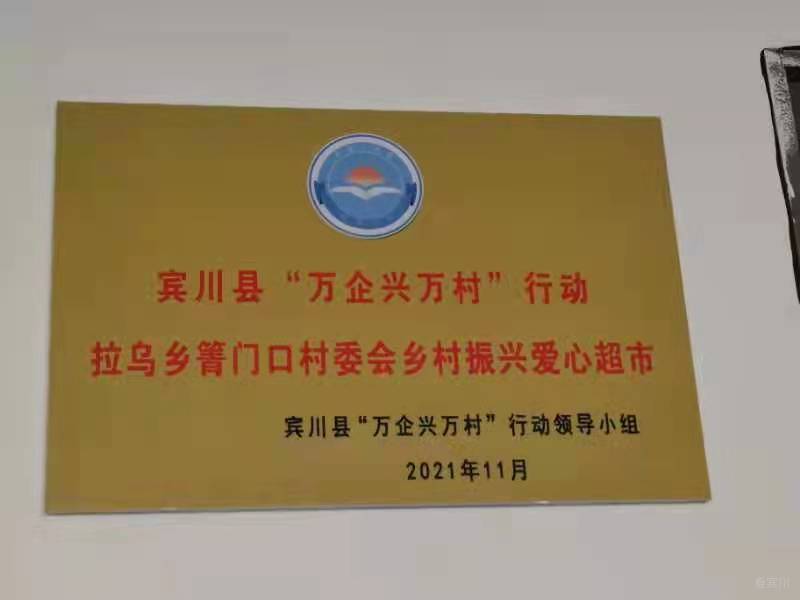 宾川县“万企兴万村”行动
拉乌乡箐门口村委会乡村振兴爱心超市
宾川县“万企兴万村”行动领导小组
2021年11月